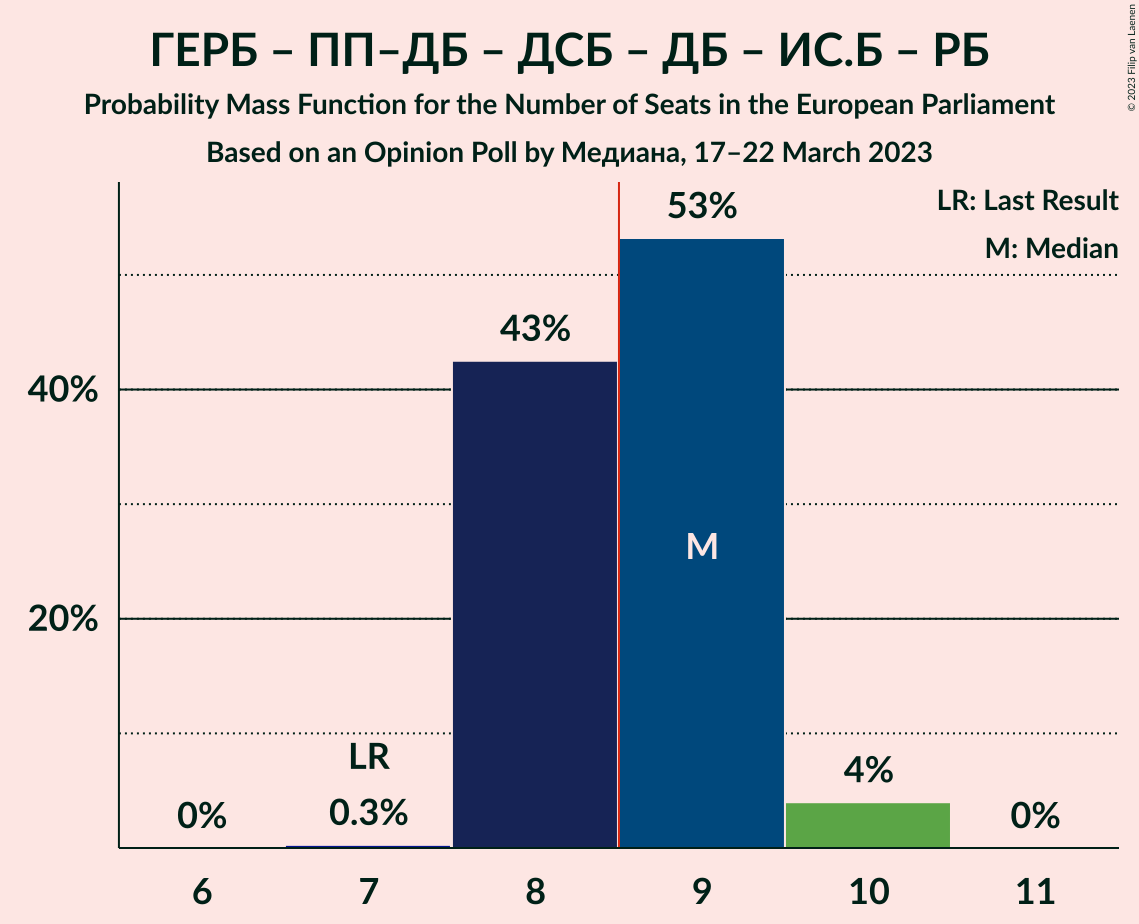 ГЕРБ – ПП–ДБ – ДСБ – ДБ – ИС.Б – РБ
Probability Mass Function for the Number of Seats in the European Parliament
Based on an Opinion Poll by Медиана, 17–22 March 2023
© 2023 Filip van Laenen
LR: Last Result
M: Median
53%
43%
40%
M
20%
LR
0%
0.3%
4%
0%
6 7 8 9 10 11